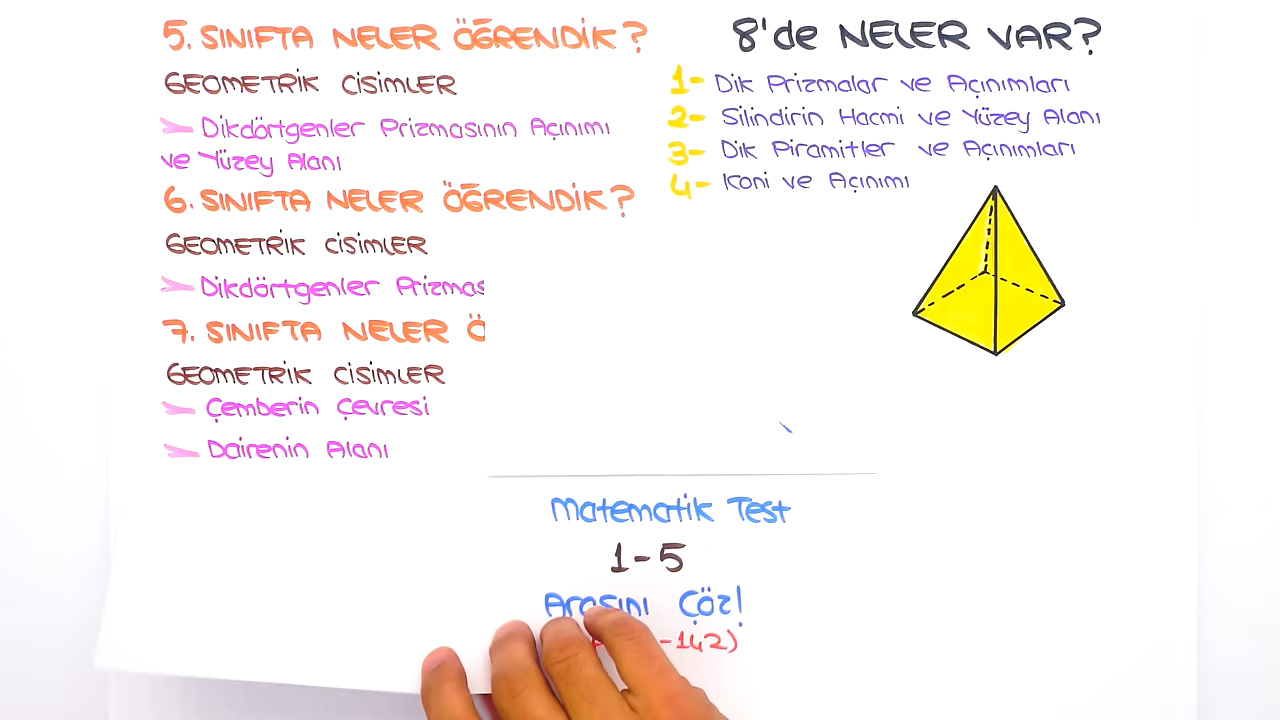 5. SINIFTA NELER ÖĞRENDİK?
GEOMETRİK CİSİMLER
Dikdörtgenler Prizmasının Açınımı
ve Yüzey Alanı
6. SINIFTA NELER ÖĞRENDİK?
GEOMETRİK CİSİMLER
Dikdörtgenler
7. SINIFTA NELER
GEOMETRİK CİSİMLER
Çemberin Çevresi
Dairenin Alanı
8'de NELER VAR?
1- Dik Prizmalar ve Açınımları
2- Silindirin Hacmi ve Yüzey Alanı
3- Dik Piramitler ve Açınımları
4- Koni ve Açınımı
Matematik Test
1-5
Arasını Çöz!
-142)